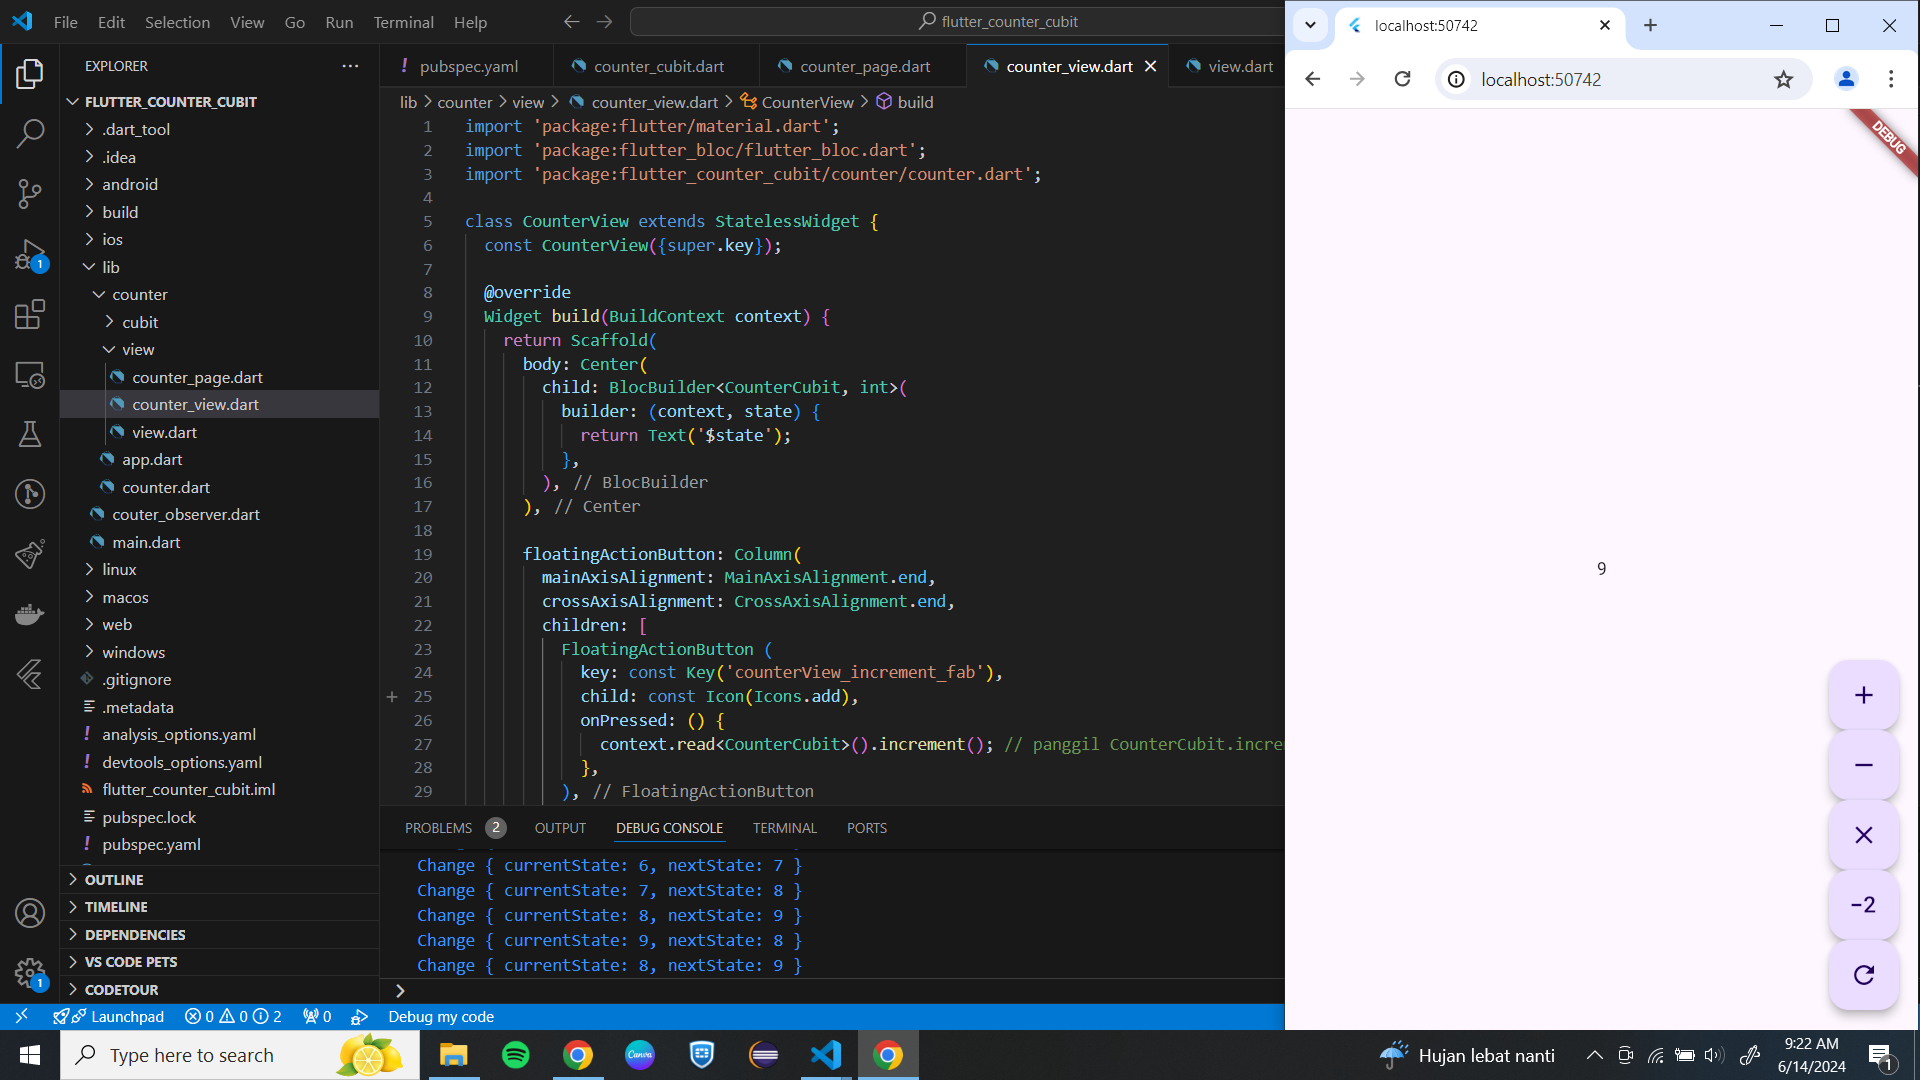 File Edit Selection View Go Run Terminal Help
flutter_counter_cubit
EXPLORER
FLUTTER_COUNTER_CUBIT
.dart_tool
.idea
android
build
ios
lib
counter
cubit
view
counter_page.dart
counter_view.dart
view.dart
app.dart
counter.dart
couter_observer.dart
main.dart
linux
macos
web
windows
.gitignore
.metadata
analysis_options.yaml
devtools_options.yaml
flutter_counter_cubit.iml
pubspec.lock
pubspec.yaml
OUTLINE
TIMELINE
DEPENDENCIES
VS CODE PETS
CODETOUR
pubspec.yaml counter_cubit.dart counter_page.dart counter_view.dart view.dart
lib > counter > view > counter_view.dart > CounterView > build
1 import 'package:flutter/material.dart';
2 import 'package:flutter_bloc/flutter_bloc.dart';
3 import 'package:flutter_counter_cubit/counter/counter.dart';
4
5 class CounterView extends StatelessWidget {
6 const CounterView({super.key});
7
8 @override
9 Widget build(BuildContext context) {
10 return Scaffold(
11 body: Center(
12 child: BlocBuilder<CounterCubit, int>(
13 builder: (context, state) {
14 return Text('$state');
15 },
16 ), // BlocBuilder
17 ), // Center
18
19 floatingActionButton: Column(
20 mainAxisAlignment: MainAxisAlignment.end,
21 crossAxisAlignment: CrossAxisAlignment.end,
22 children: [
23 FloatingActionButton (
24 key: const Key('counterView_increment_fab'),
25 child: const Icon(Icons.add),
26 onPressed: () {
27 context.read<CounterCubit>().increment(); // panggil CounterCubit.incre
28 },
29 ), // FloatingActionButton
PROBLEMS 2 OUTPUT DEBUG CONSOLE TERMINAL PORTS
Change { currentState: 6, nextState: 7 }
Change { currentState: 7, nextState: 8 }
Change { currentState: 8, nextState: 9 }
Change { currentState: 9, nextState: 8 }
Change { currentState: 8, nextState: 9 }
1
1
Launchpad 0 0 2 0 Debug my code
localhost:50742
localhost:50742
DEBUG
9
+
−
×
−2
Type here to search
Hujan lebat nanti
9:22 AM
6/14/2024
1